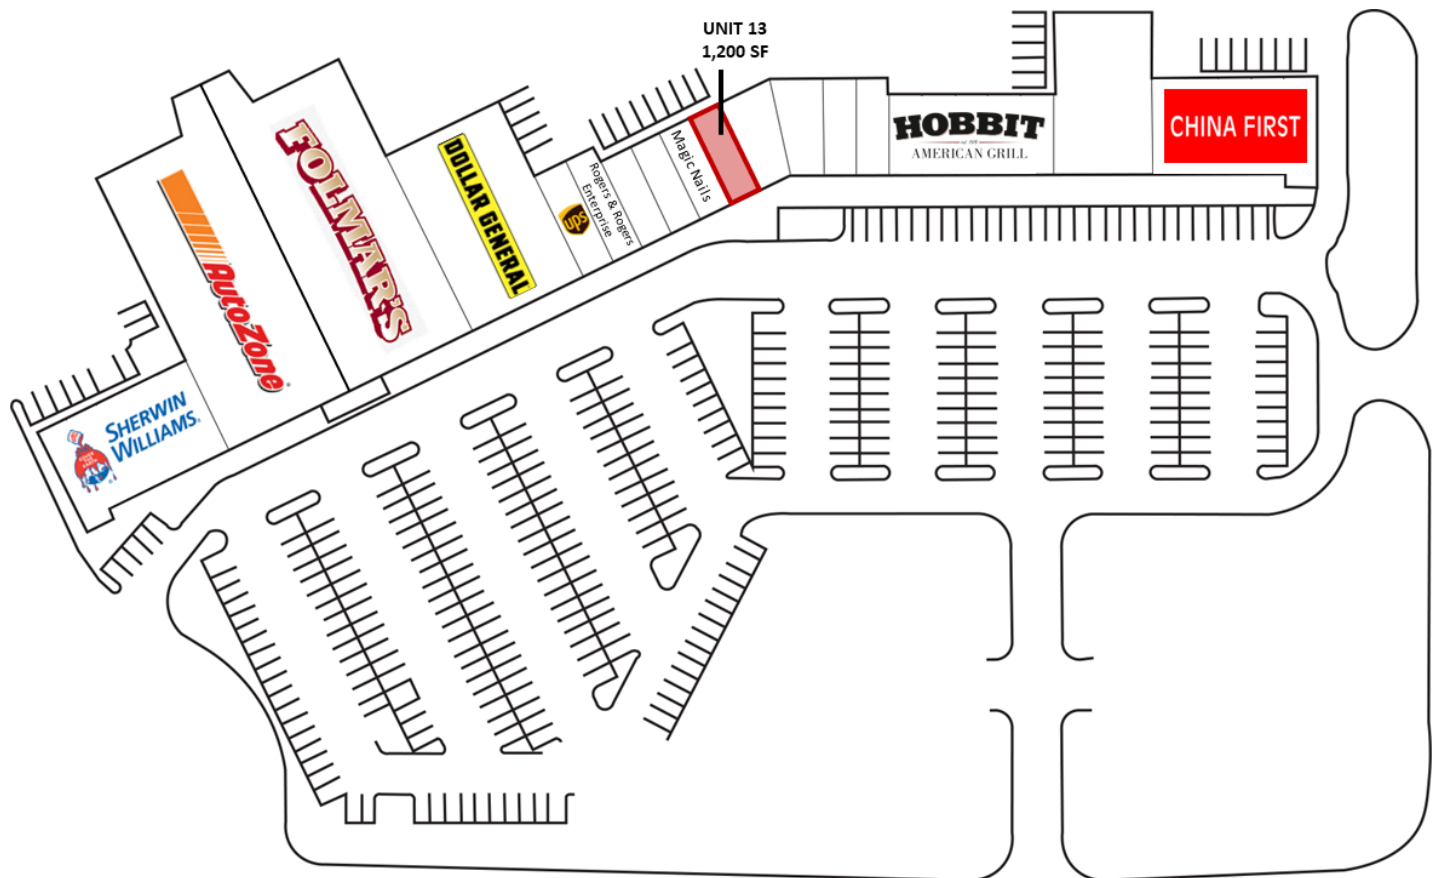 UNIT 13
1,200 SF
SHERWIN
WILLIAMS.
AutoZone
FOLMAR'S
DOLLAR GENERAL
ups
Rogers & Rogers
Enterprise
Magic Nails
HOBBIT
AMERICAN GRILL
CHINA FIRST